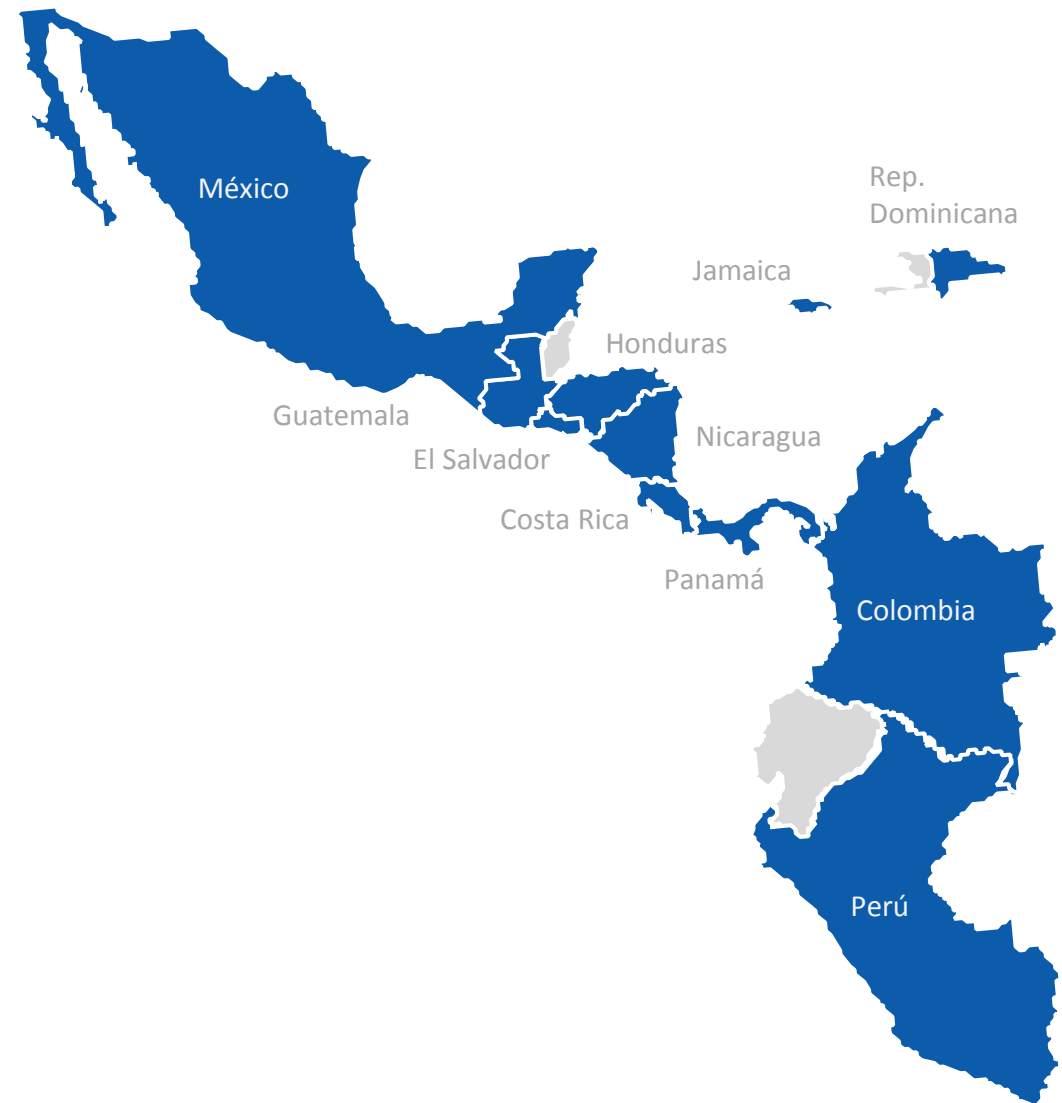 México
Rep.
Dominicana
Jamaica
Honduras
Guatemala
Nicaragua
El Salvador
Costa Rica
Panamá
Colombia
Perú